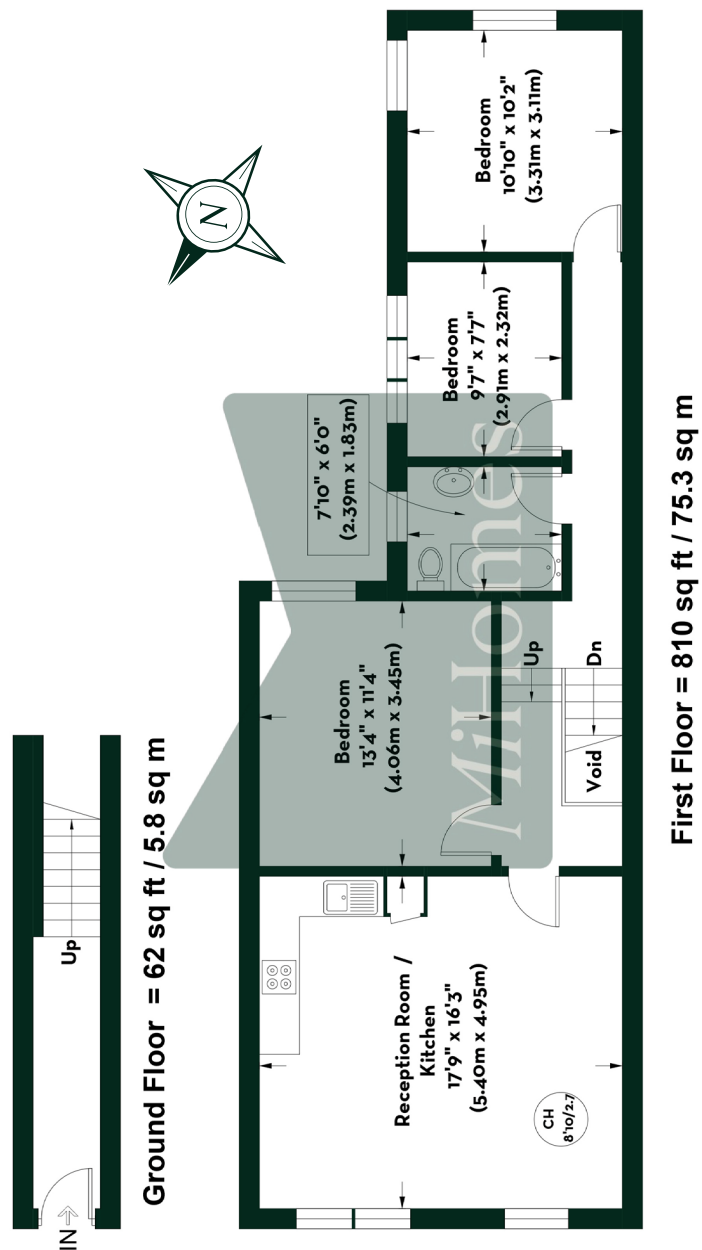 IN
Up
Ground Floor = 62 sq ft / 5.8 sq m
N
Reception Room /
Kitchen
17'9" x 16'3"
(5.40m x 4.95m)
CH
8'10/2.7
Bedroom
13'4" x 11'4"
(4.06m x 3.45m)
7'10" x 6'0"
(2.39m x 1.83m)
Up
Dn
Void
Bedroom
9'7" x 7'7"
(2.91m x 2.32m)
Bedroom
10'10" x 10'2"
(3.31m x 3.11m)
MiHomes
First Floor = 810 sq ft / 75.3 sq m